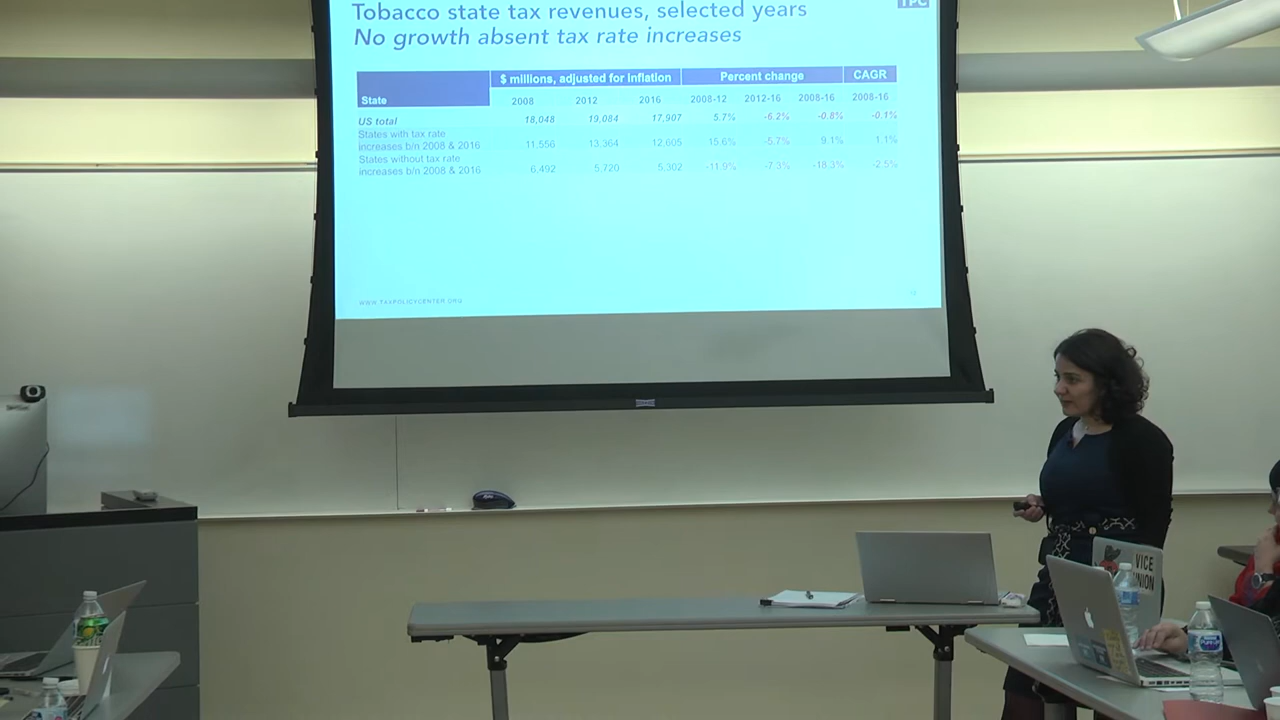 Tobacco state tax revenues, selected years
TPC
No growth absent tax rate increases
$ millions, adjusted for Inflation Percent change CAGR
State 2008 2012 2016 2008-12 2012-16 2008-16 2008-16
US total 18,048 19,084 17,907 5.7% -6.2% -0.8% -0.1%
States with tax rate
increases b/n 2008 & 2016 11,556 13,364 12,605 15.6% -5.7% 9.1% 1.1%
States without tax rate
increases b/n 2008 & 2016 6,492 5,720 5,302 -11.9% -7.3% -18.3% -2.5%
WWW.TAXPOLICYCENTER.ORG
VICE